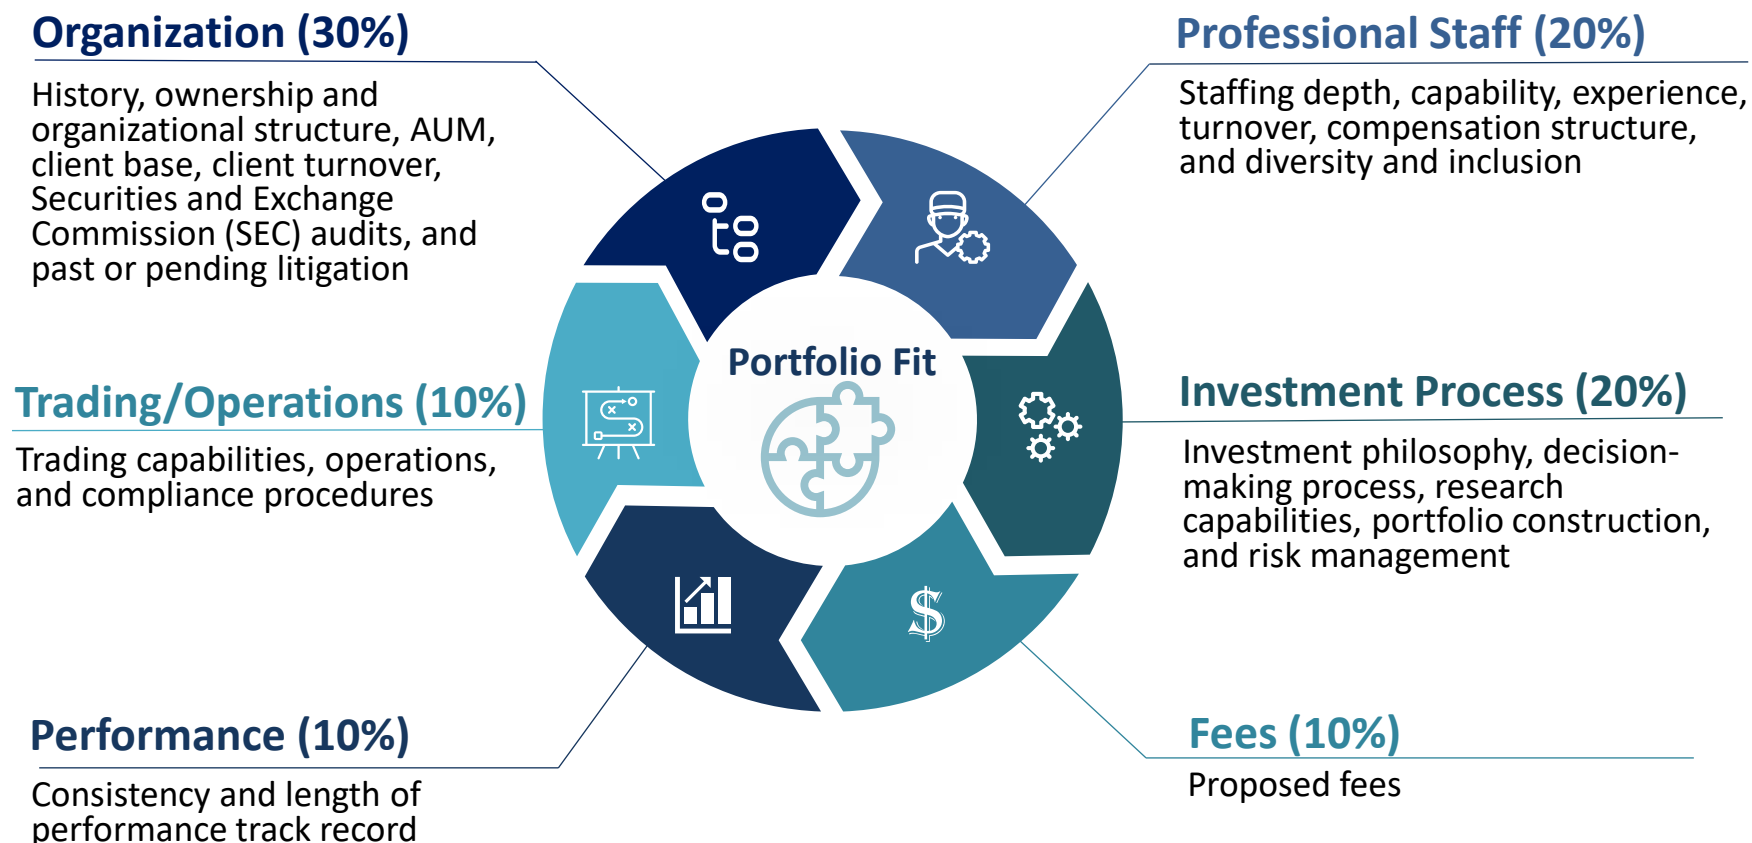 Organization (30%)
History, ownership and
organizational structure, AUM,
client base, client turnover,
Securities and Exchange
Commission (SEC) audits, and
past or pending litigation
Professional Staff (20%)
Staffing depth, capability, experience,
turnover, compensation structure,
and diversity and inclusion
Portfolio Fit
Trading/Operations (10%)
Trading capabilities, operations,
and compliance procedures
Investment Process (20%)
Investment philosophy, decision-
making process, research
capabilities, portfolio construction,
and risk management
$
Performance (10%)
Consistency and length of
performance track record
Fees (10%)
Proposed fees